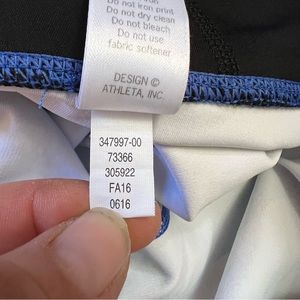 Do not iron print
Do not dry clean
Do not bleach
Do not use
fabric softener
DESIGN ©
ATHLETA, INC.
347997-00
73366
305922
FA16
0616